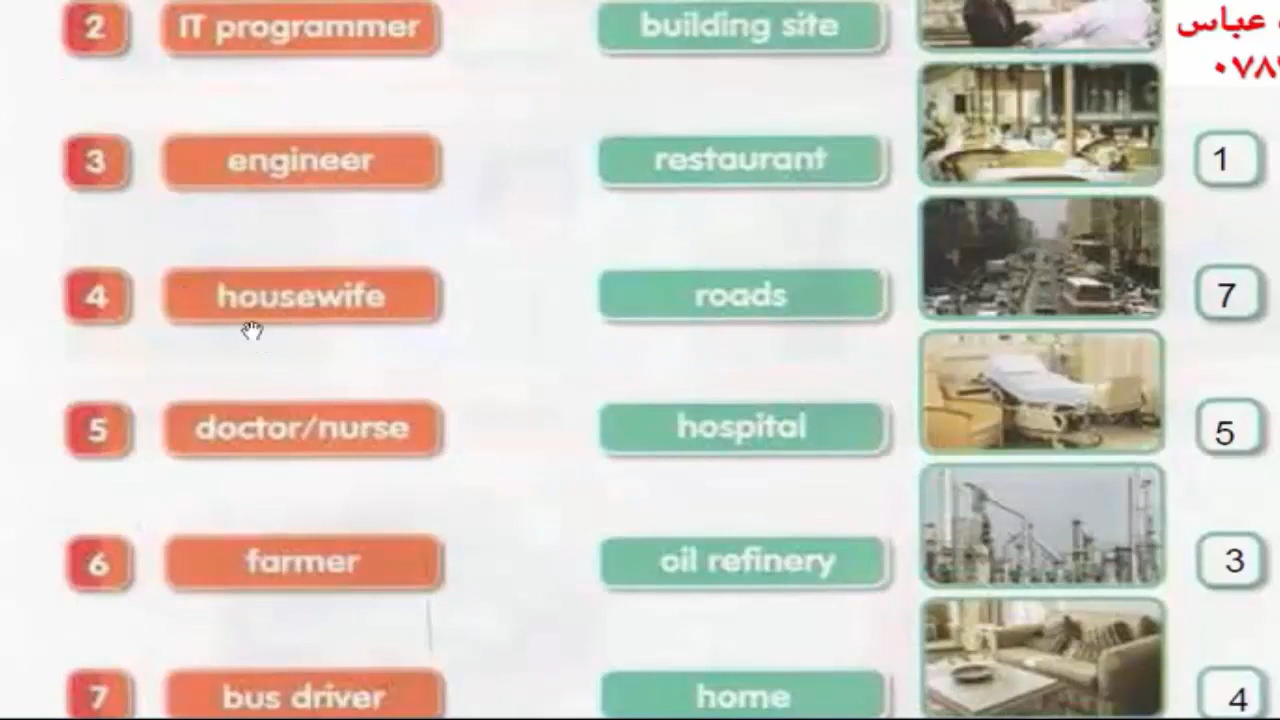 2 IT programmer building site
عباس
3 engineer restaurant 1
4 housewife roads 7
5 doctor/nurse hospital 5
6 farmer oil refinery 3
7 bus driver home 4